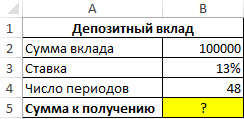 A B
1 Депозитный вклад
2 Сумма вклада 100000
3 Ставка 13%
4 Число периодов 48
5 Сумма к получению ?